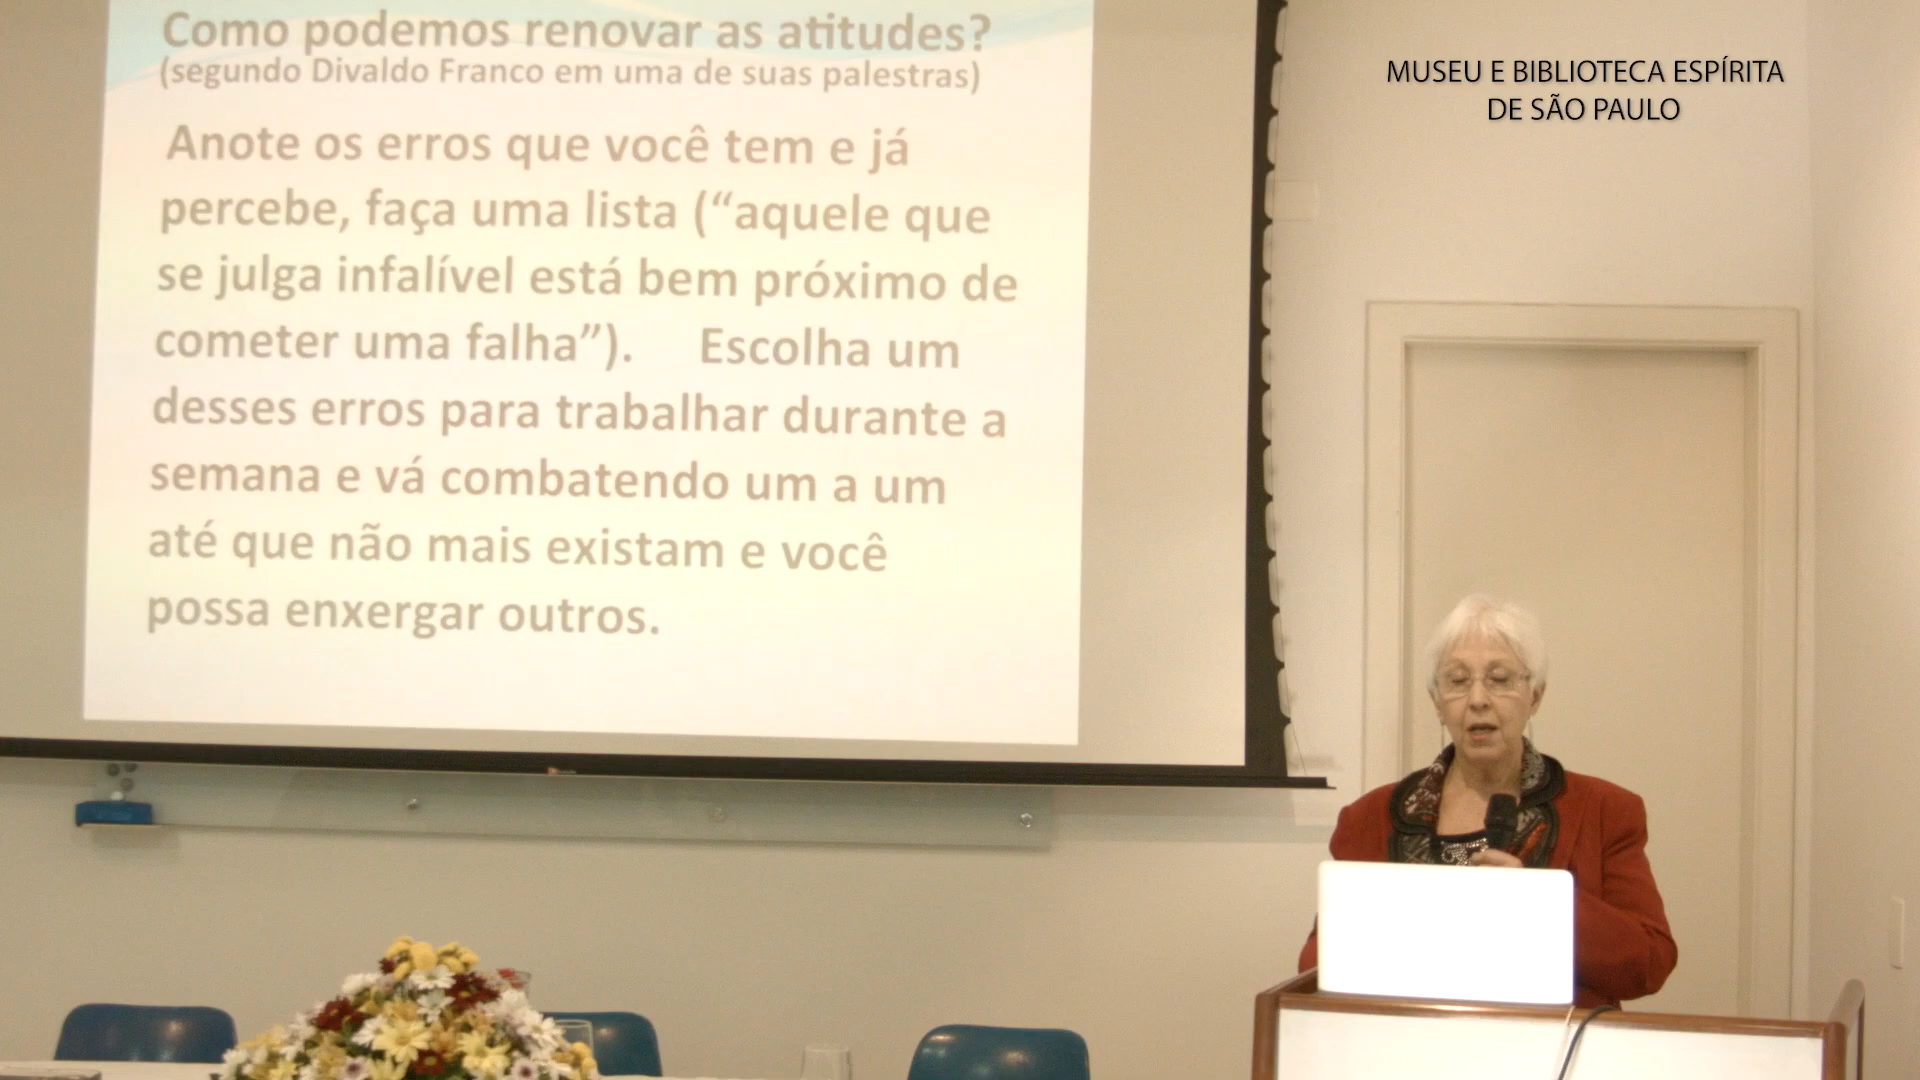 Como podemos renovar as atitudes?
(segundo Divaldo Franco em uma de suas palestras)
Anote os erros que você tem e já
percebe, faça uma lista (“aquele que
se julga infalível está bem próximo de
cometer uma falha”). Escolha um
desses erros para trabalhar durante a
semana e vá combatendo um a um
até que não mais existam e você
possa enxergar outros.
MUSEU E BIBLIOTECA ESPÍRITA
DE SÃO PAULO